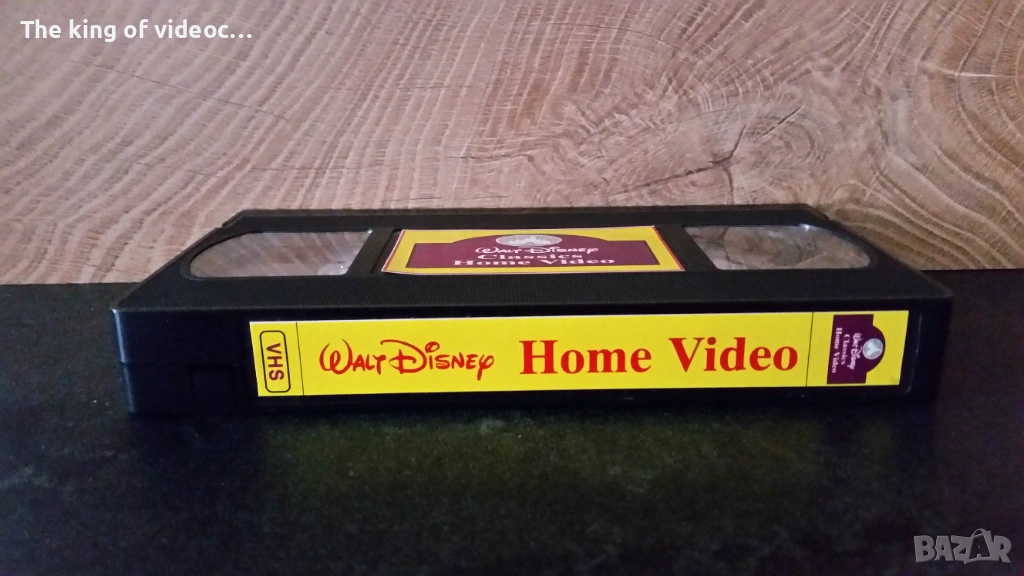 The king of videoc...
Walt Disney
Classics
Home Video
VHS
Walt Disney Home Video
Walt Disney
Classics
Home Video
BAZAR